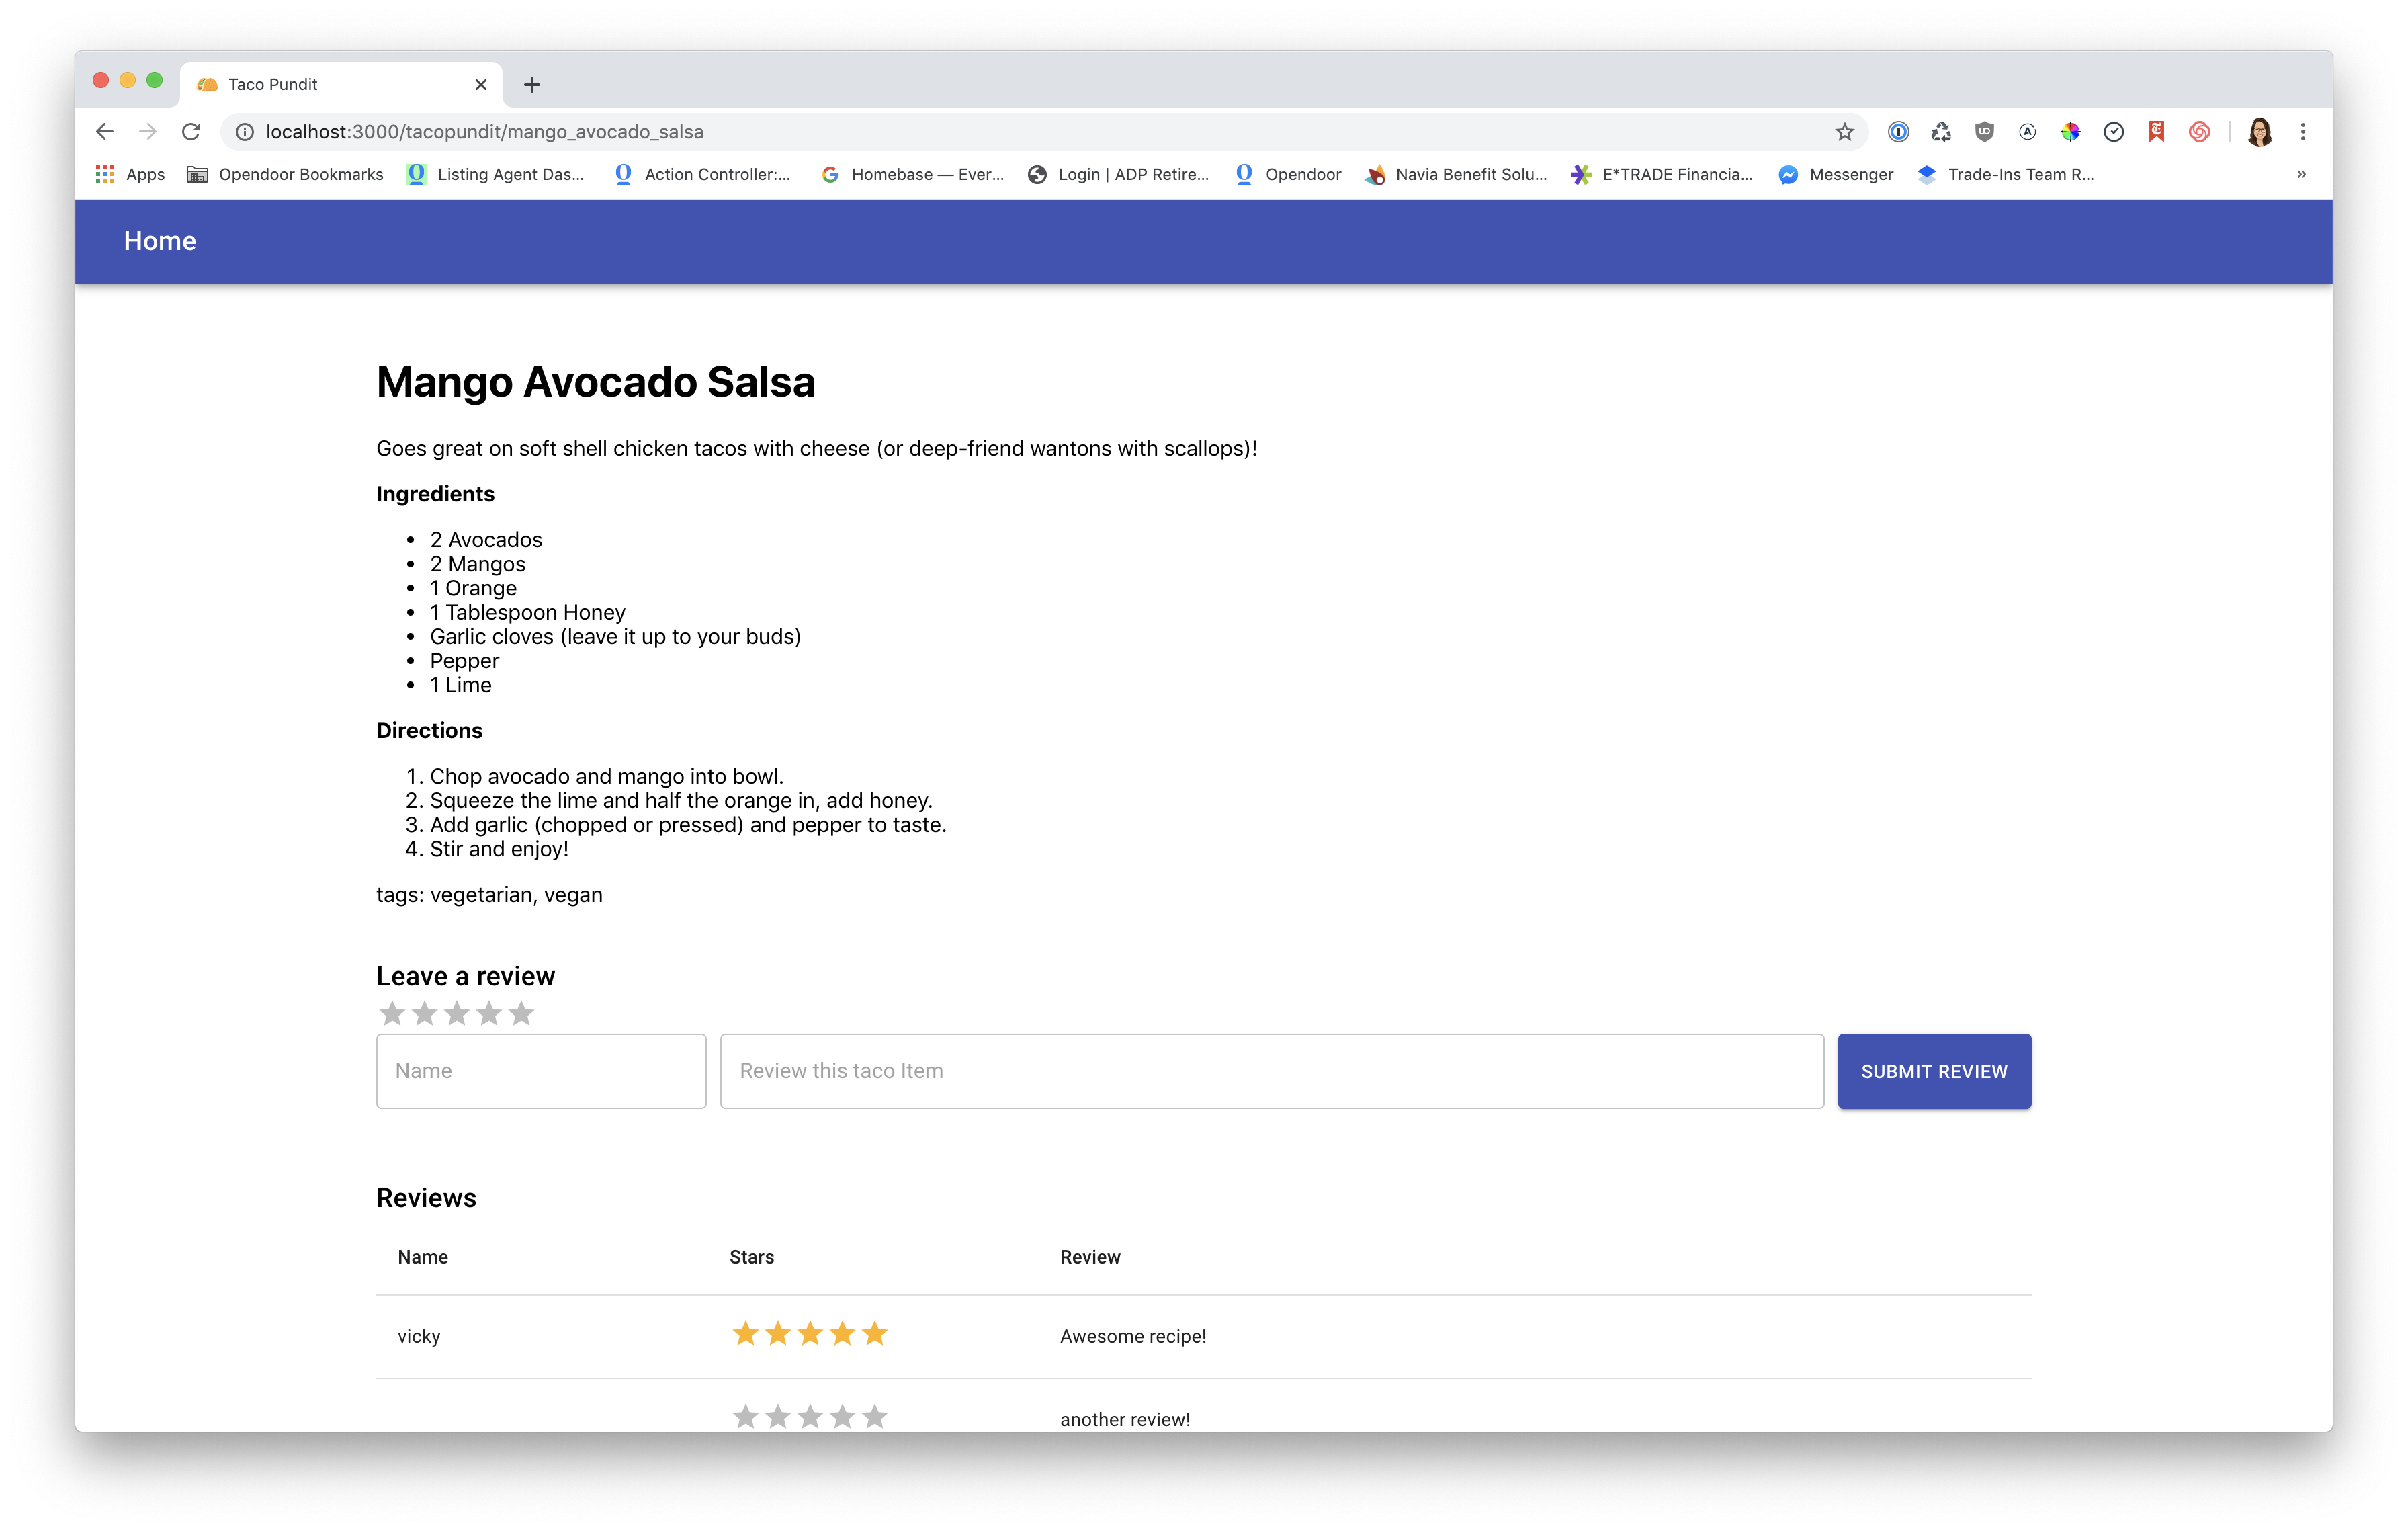 Taco Pundit
localhost:3000/tacopundit/mango_avocado_salsa
Apps Opendoor Bookmarks Listing Agent Das... Action Controller:... Homebase — Ever... Login | ADP Retire... Opendoor Navia Benefit Solu... E*TRADE Financia... Messenger Trade-Ins Team R... »
Home
Mango Avocado Salsa
Goes great on soft shell chicken tacos with cheese (or deep-friend wantons with scallops)!
Ingredients
• 2 Avocados
• 2 Mangos
• 1 Orange
• 1 Tablespoon Honey
• Garlic cloves (leave it up to your buds)
• Pepper
• 1 Lime
Directions
1. Chop avocado and mango into bowl.
2. Squeeze the lime and half the orange in, add honey.
3. Add garlic (chopped or pressed) and pepper to taste.
4. Stir and enjoy!
tags: vegetarian, vegan
Leave a review
Name Review this taco Item SUBMIT REVIEW
Reviews
Name Stars Review
vicky Awesome recipe!
another review!